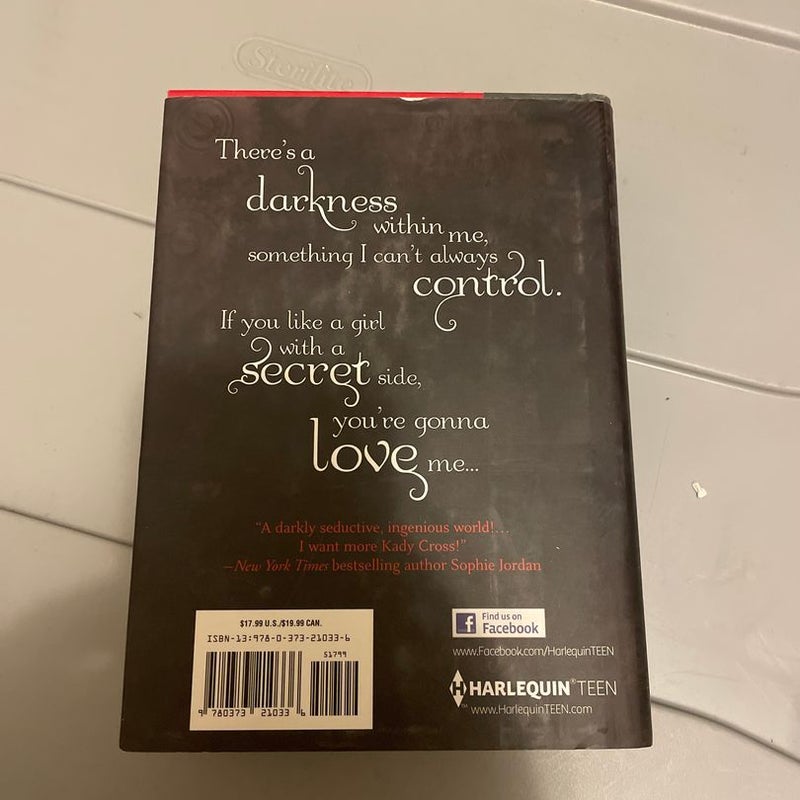 Sterilite
There's a
darkness
within me,
something I can't always
control.
If you like a girl
with a
secret side,
you're gonna
love me...
"A darkly seductive, ingenious world!...
I want more Kady Cross!"
—New York Times bestselling author Sophie Jordan
$17.99 U.S./$19.99 CAN.
ISBN-13:978-0-373-21033-6
51799
9 780373 210336
f Find us on
Facebook
www.Facebook.com/HarlequinTEEN
HARLEQUIN® TEEN
™ www.HarlequinTEEN.com